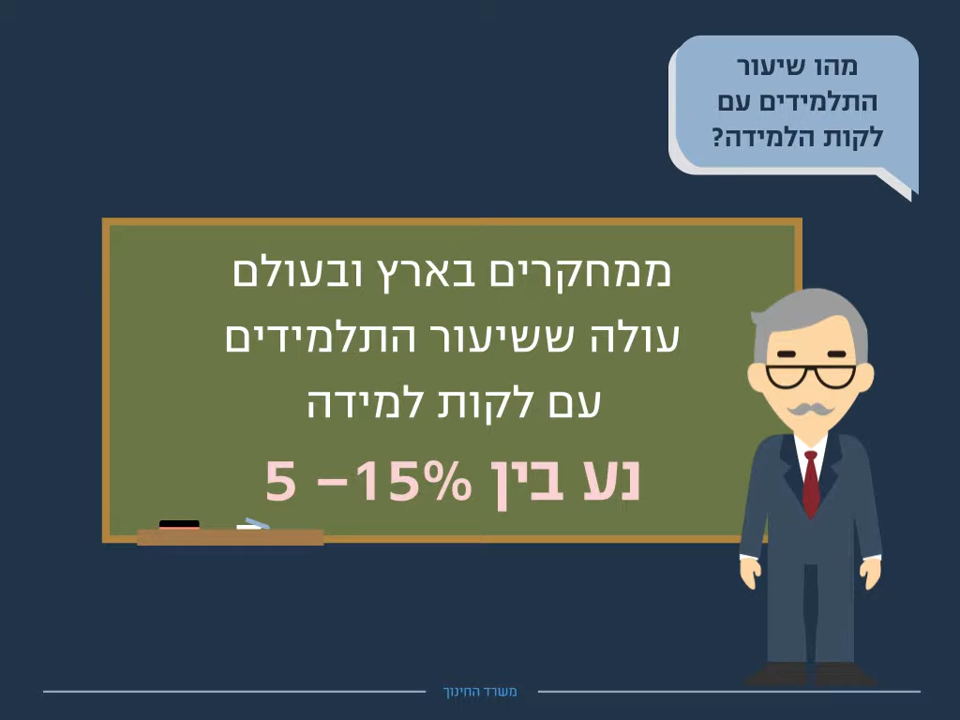 מהו שיעור
התלמידים עם
לקות הלמידה?
ממחקרים בארץ ובעולם
עולה ששיעור התלמידים
עם לקות למידה
נע בין 15%– 5
משרד החינוך